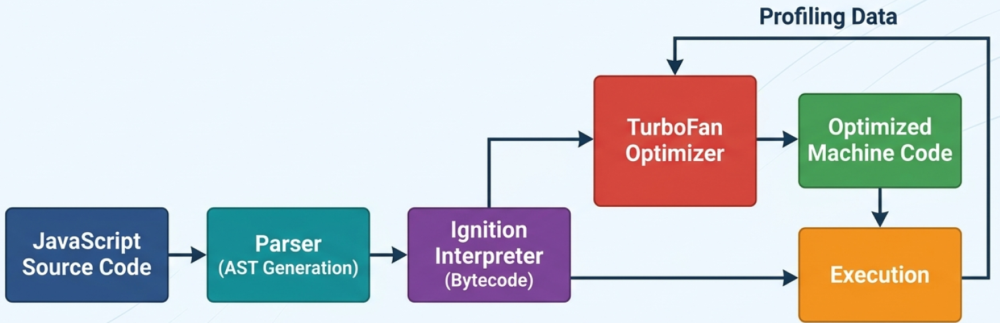 Profiling Data
TurboFan
Optimizer
Optimized
Machine Code
JavaScript
Source Code
Parser
(AST Generation)
Ignition
Interpreter
(Bytecode)
Execution